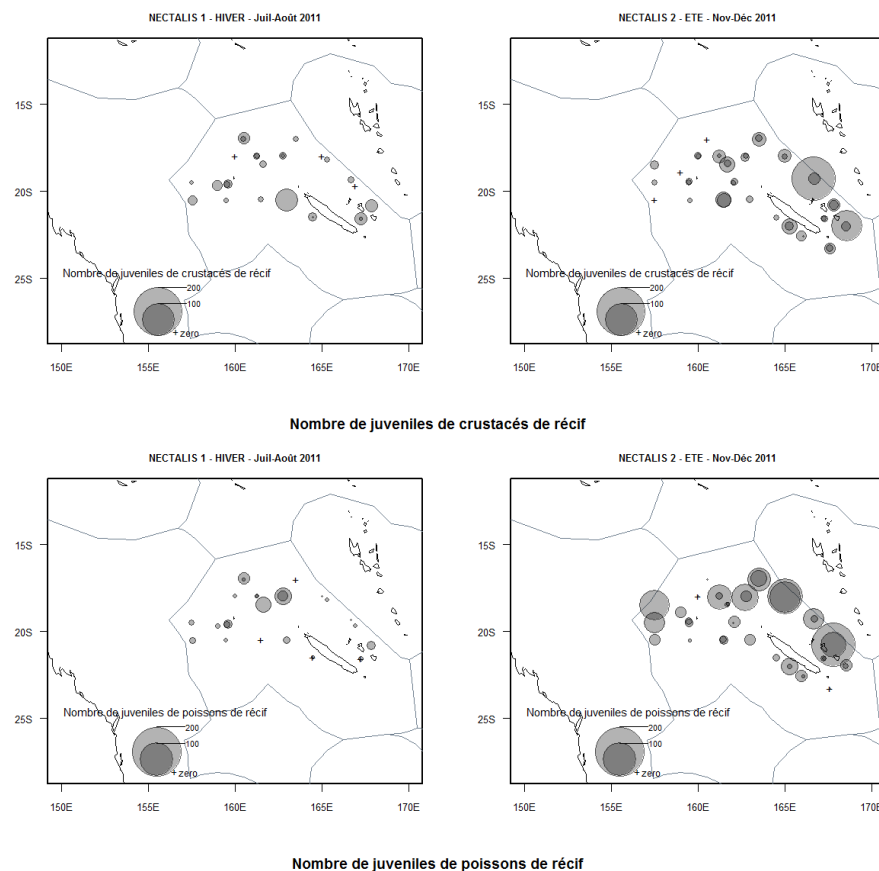 NECTALIS 1 - HIVER - Juil-Août 2011
NECTALIS 2 - ETE - Nov-Déc 2011
15S
20S
25S
Nombre de juveniles de crustacés de récif
200
100
zero
150E
155E
160E
165E
170E
15S
20S
25S
Nombre de juveniles de crustacés de récif
200
100
zero
150E
155E
160E
165E
170E
Nombre de juveniles de crustacés de récif
NECTALIS 1 - HIVER - Juil-Août 2011
NECTALIS 2 - ETE - Nov-Déc 2011
15S
20S
25S
Nombre de juveniles de poissons de récif
200
100
zero
150E
155E
160E
165E
170E
15S
20S
25S
Nombre de juveniles de poissons de récif
200
100
zero
150E
155E
160E
165E
170E
Nombre de juveniles de poissons de récif